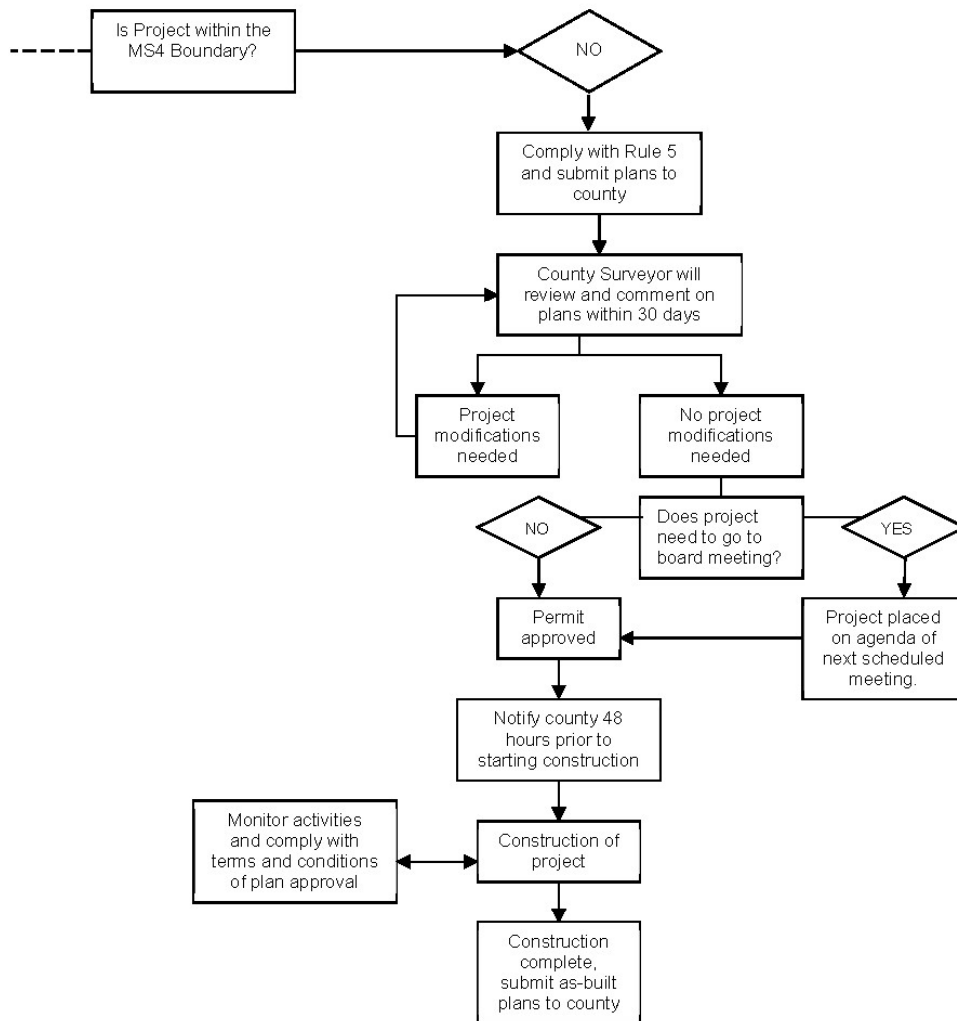 Is Project within the
MS4 Boundary?
NO
Comply with Rule 5
and submit plans to
county
County Surveyor will
review and comment on
plans within 30 days
Project
modifications
needed
No project
modifications
needed
NO
Does project
need to go to
board meeting?
YES
Permit
approved
Project placed
on agenda of
next scheduled
meeting.
Notify county 48
hours prior to
starting construction
Monitor activities
and comply with
terms and conditions
of plan approval
Construction of
project
Construction
complete,
submit as-built
plans to county